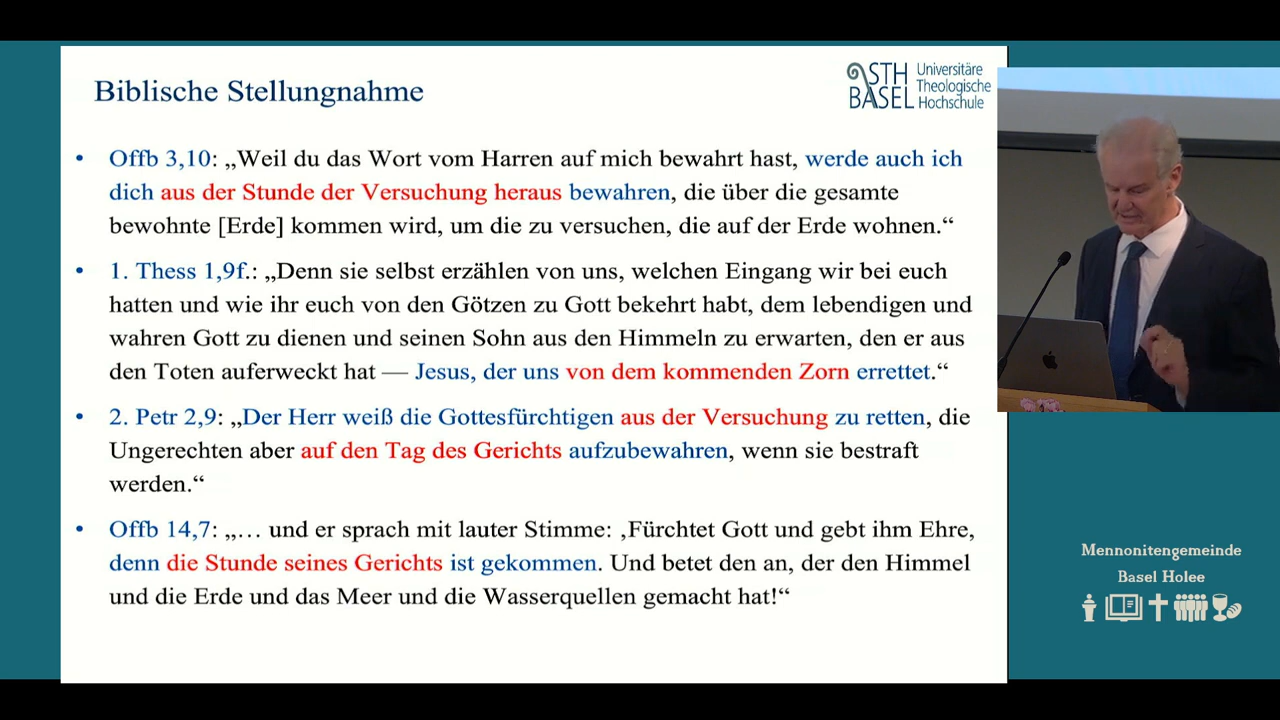 Biblische Stellungnahme
STH BASEL
Universitäre
Theologische
Hochschule
• Offb 3,10: „Weil du das Wort vom Harren auf mich bewahrt hast, werde auch ich
dich aus der Stunde der Versuchung heraus bewahren, die über die gesamte
bewohnte [Erde] kommen wird, um die zu versuchen, die auf der Erde wohnen.“
• 1. Thess 1,9f.: „Denn sie selbst erzählen von uns, welchen Eingang wir bei euch
hatten und wie ihr euch von den Götzen zu Gott bekehrt habt, dem lebendigen und
wahren Gott zu dienen und seinen Sohn aus den Himmeln zu erwarten, den er aus
den Toten auferweckt hat — Jesus, der uns von dem kommenden Zorn errettet.“
• 2. Petr 2,9: „Der Herr weiß die Gottesfürchtigen aus der Versuchung zu retten, die
Ungerechten aber auf den Tag des Gerichts aufzubewahren, wenn sie bestraft
werden.“
• Offb 14,7: „… und er sprach mit lauter Stimme: ‚Fürchtet Gott und gebt ihm Ehre,
denn die Stunde seines Gerichts ist gekommen. Und betet den an, der den Himmel
und die Erde und das Meer und die Wasserquellen gemacht hat!“
Mennonitengemeinde
Basel Holee